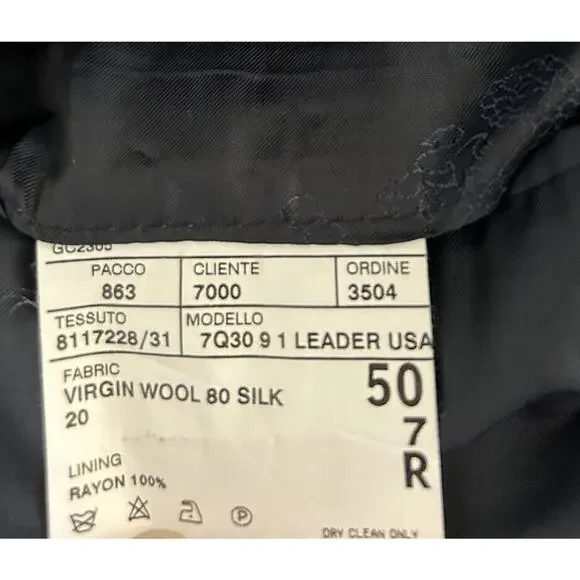 GC2305
PACCO CLIENTE ORDINE
863 7000 3504
TESSUTO MODELLO
8117228/31 7Q30 9 1 LEADER USA
FABRIC
VIRGIN WOOL 80 SILK
20
50
7
R
LINING
RAYON 100%
P
DRY CLEAN ONLY